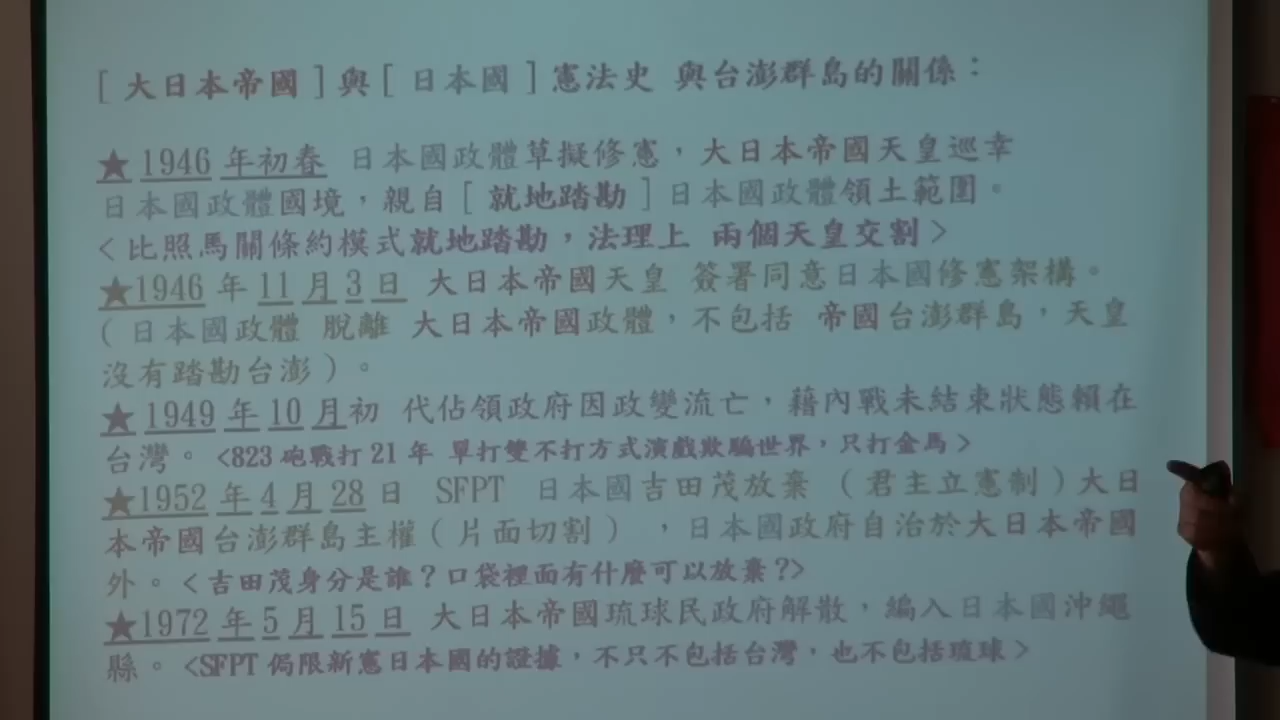 [ 大日本帝國 ] 與 [ 日本國 ] 憲法史 與台澎群島的關係：
★ 1946 年初春 日本國政體草擬修憲，大日本帝國天皇巡幸
日本國政體國境，親自 [ 就地踏勘 ] 日本國政體領土範圍。
< 比照馬關條約模式就地踏勘，法理上 兩個天皇交割 >
★1946 年 11 月 3 日 大日本帝國天皇 簽署同意日本國修憲架構。
( 日本國政體 脫離 大日本帝國政體，不包括 帝國台澎群島，天皇
沒有踏勘台澎 ) 。
★ 1949 年 10 月初 代佔領政府因政變流亡，藉內戰未結束狀態賴在
台灣。 <823 砲戰打 21 年 單打雙不打方式演戲欺騙世界，只打金馬 >
★1952 年 4 月 28 日 SFPT 日本國吉田茂放棄 ( 君主立憲制 ) 大日
本帝國台澎群島主權 ( 片面切割 ) ，日本國政府自治於大日本帝國
外。 < 吉田茂身分是誰？口袋裡面有什麼可以放棄？>
★1972 年 5 月 15 日 大日本帝國琉球民政府解散，編入日本國沖繩
縣。 <SFPT 侷限新憲日本國的證據，不只不包括台灣，也不包括琉球 >